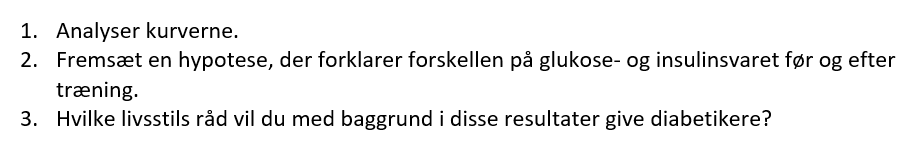 1. Analyser kurverne.
2. Fremsæt en hypotese, der forklarer forskellen på glukose- og insulinsvaret før og efter
træning.
3. Hvilke livsstils råd vil du med baggrund i disse resultater give diabetikere?